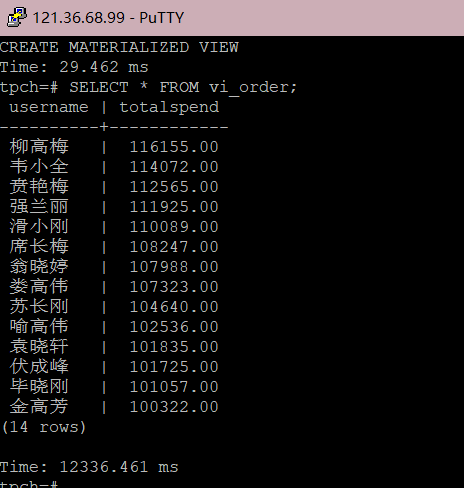 121.36.68.99 - PuTTY
CREATE MATERIALIZED VIEW
Time: 29.462 ms
tpch=# SELECT * FROM vi_order;
 username | totalspend
----------+------------
 柳高梅   |  116155.00
 韦小全   |  114072.00
 贲艳梅   |  112565.00
 强兰丽   |  111925.00
 滑小刚   |  110089.00
 席长梅   |  108247.00
 翁晓婷   |  107988.00
 娄高伟   |  107323.00
 苏长刚   |  104640.00
 喻高伟   |  102536.00
 袁晓轩   |  101835.00
 伏成峰   |  101725.00
 毕晓刚   |  101057.00
 金高芳   |  100322.00
(14 rows)
Time: 12336.461 ms
tpch=#